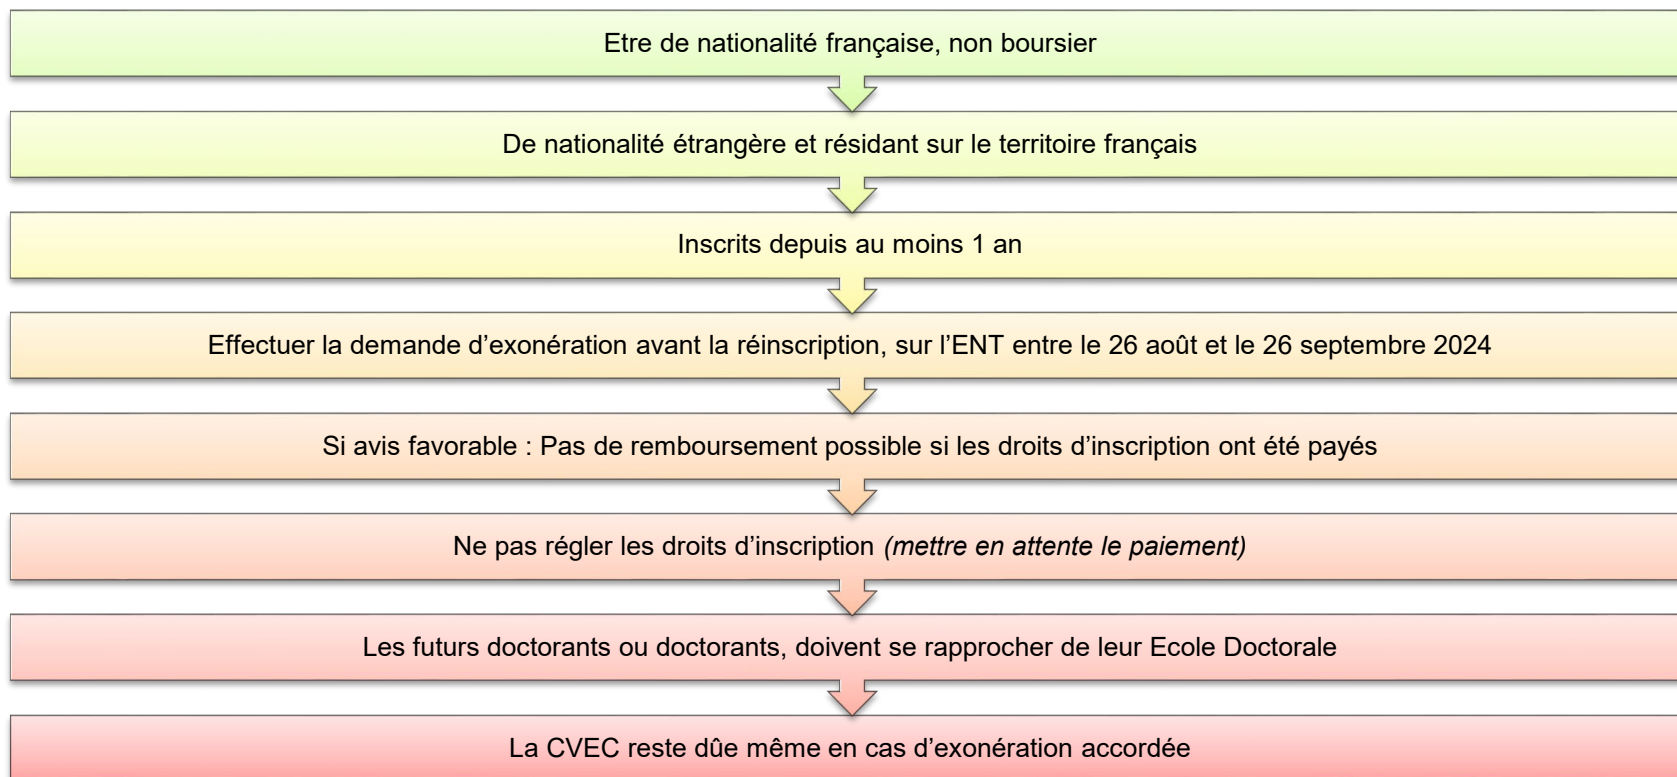 Etre de nationalité française, non boursier
De nationalité étrangère et résidant sur le territoire français
Inscrits depuis au moins 1 an
Effectuer la demande d’exonération avant la réinscription, sur l’ENT entre le 26 août et le 26 septembre 2024
Si avis favorable : Pas de remboursement possible si les droits d’inscription ont été payés
Ne pas régler les droits d’inscription (mettre en attente le paiement)
Les futurs doctorants ou doctorants, doivent se rapprocher de leur Ecole Doctorale
La CVEC reste dûe même en cas d’exonération accordée